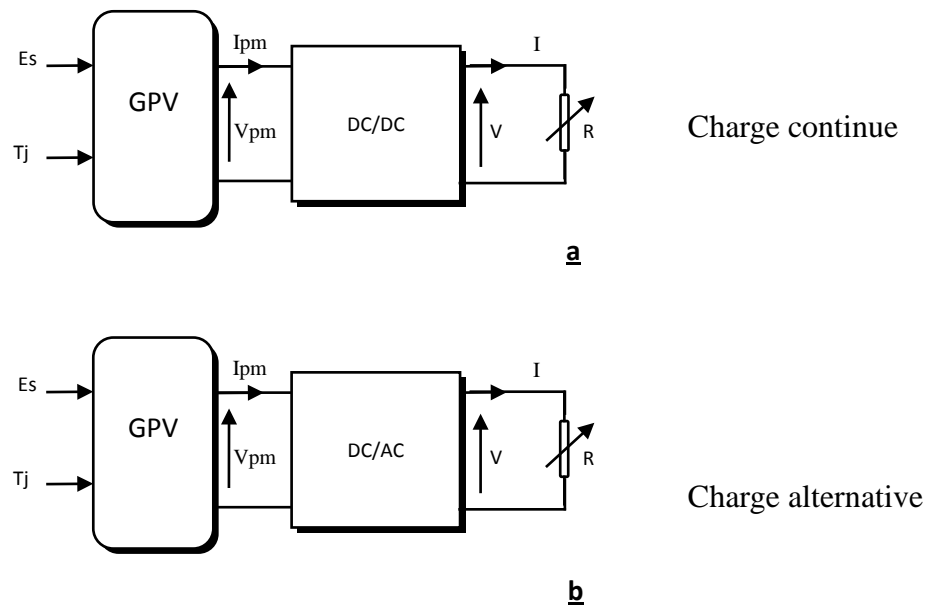 Ipm
I
Es
GPV
Vpm
DC/DC
V
R
Charge continue
Tj
a
Ipm
I
Es
GPV
Vpm
DC/AC
V
R
Tj
Charge alternative
b